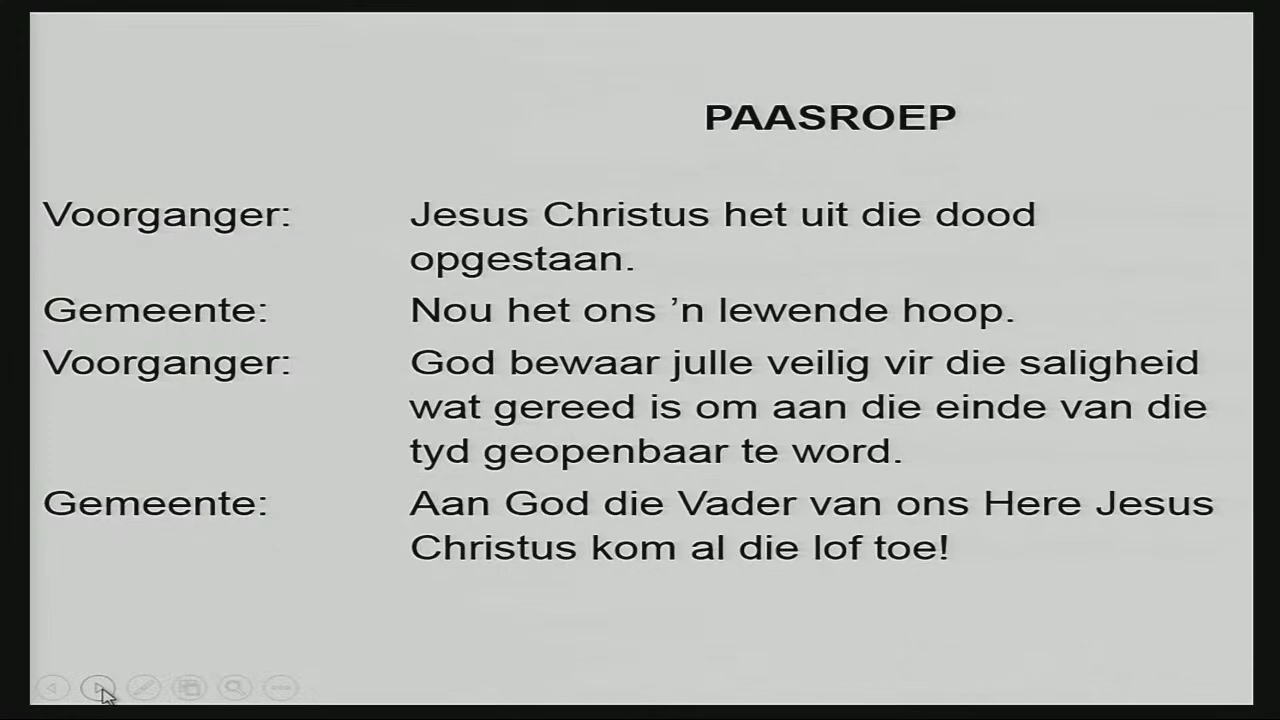 PAASROEP
Voorganger: Jesus Christus het uit die dood
opgestaan.
Gemeente: Nou het ons ’n lewende hoop.
Voorganger: God bewaar julle veilig vir die saligheid
wat gereed is om aan die einde van die
tyd geopenbaar te word.
Gemeente: Aan God die Vader van ons Here Jesus
Christus kom al die lof toe!